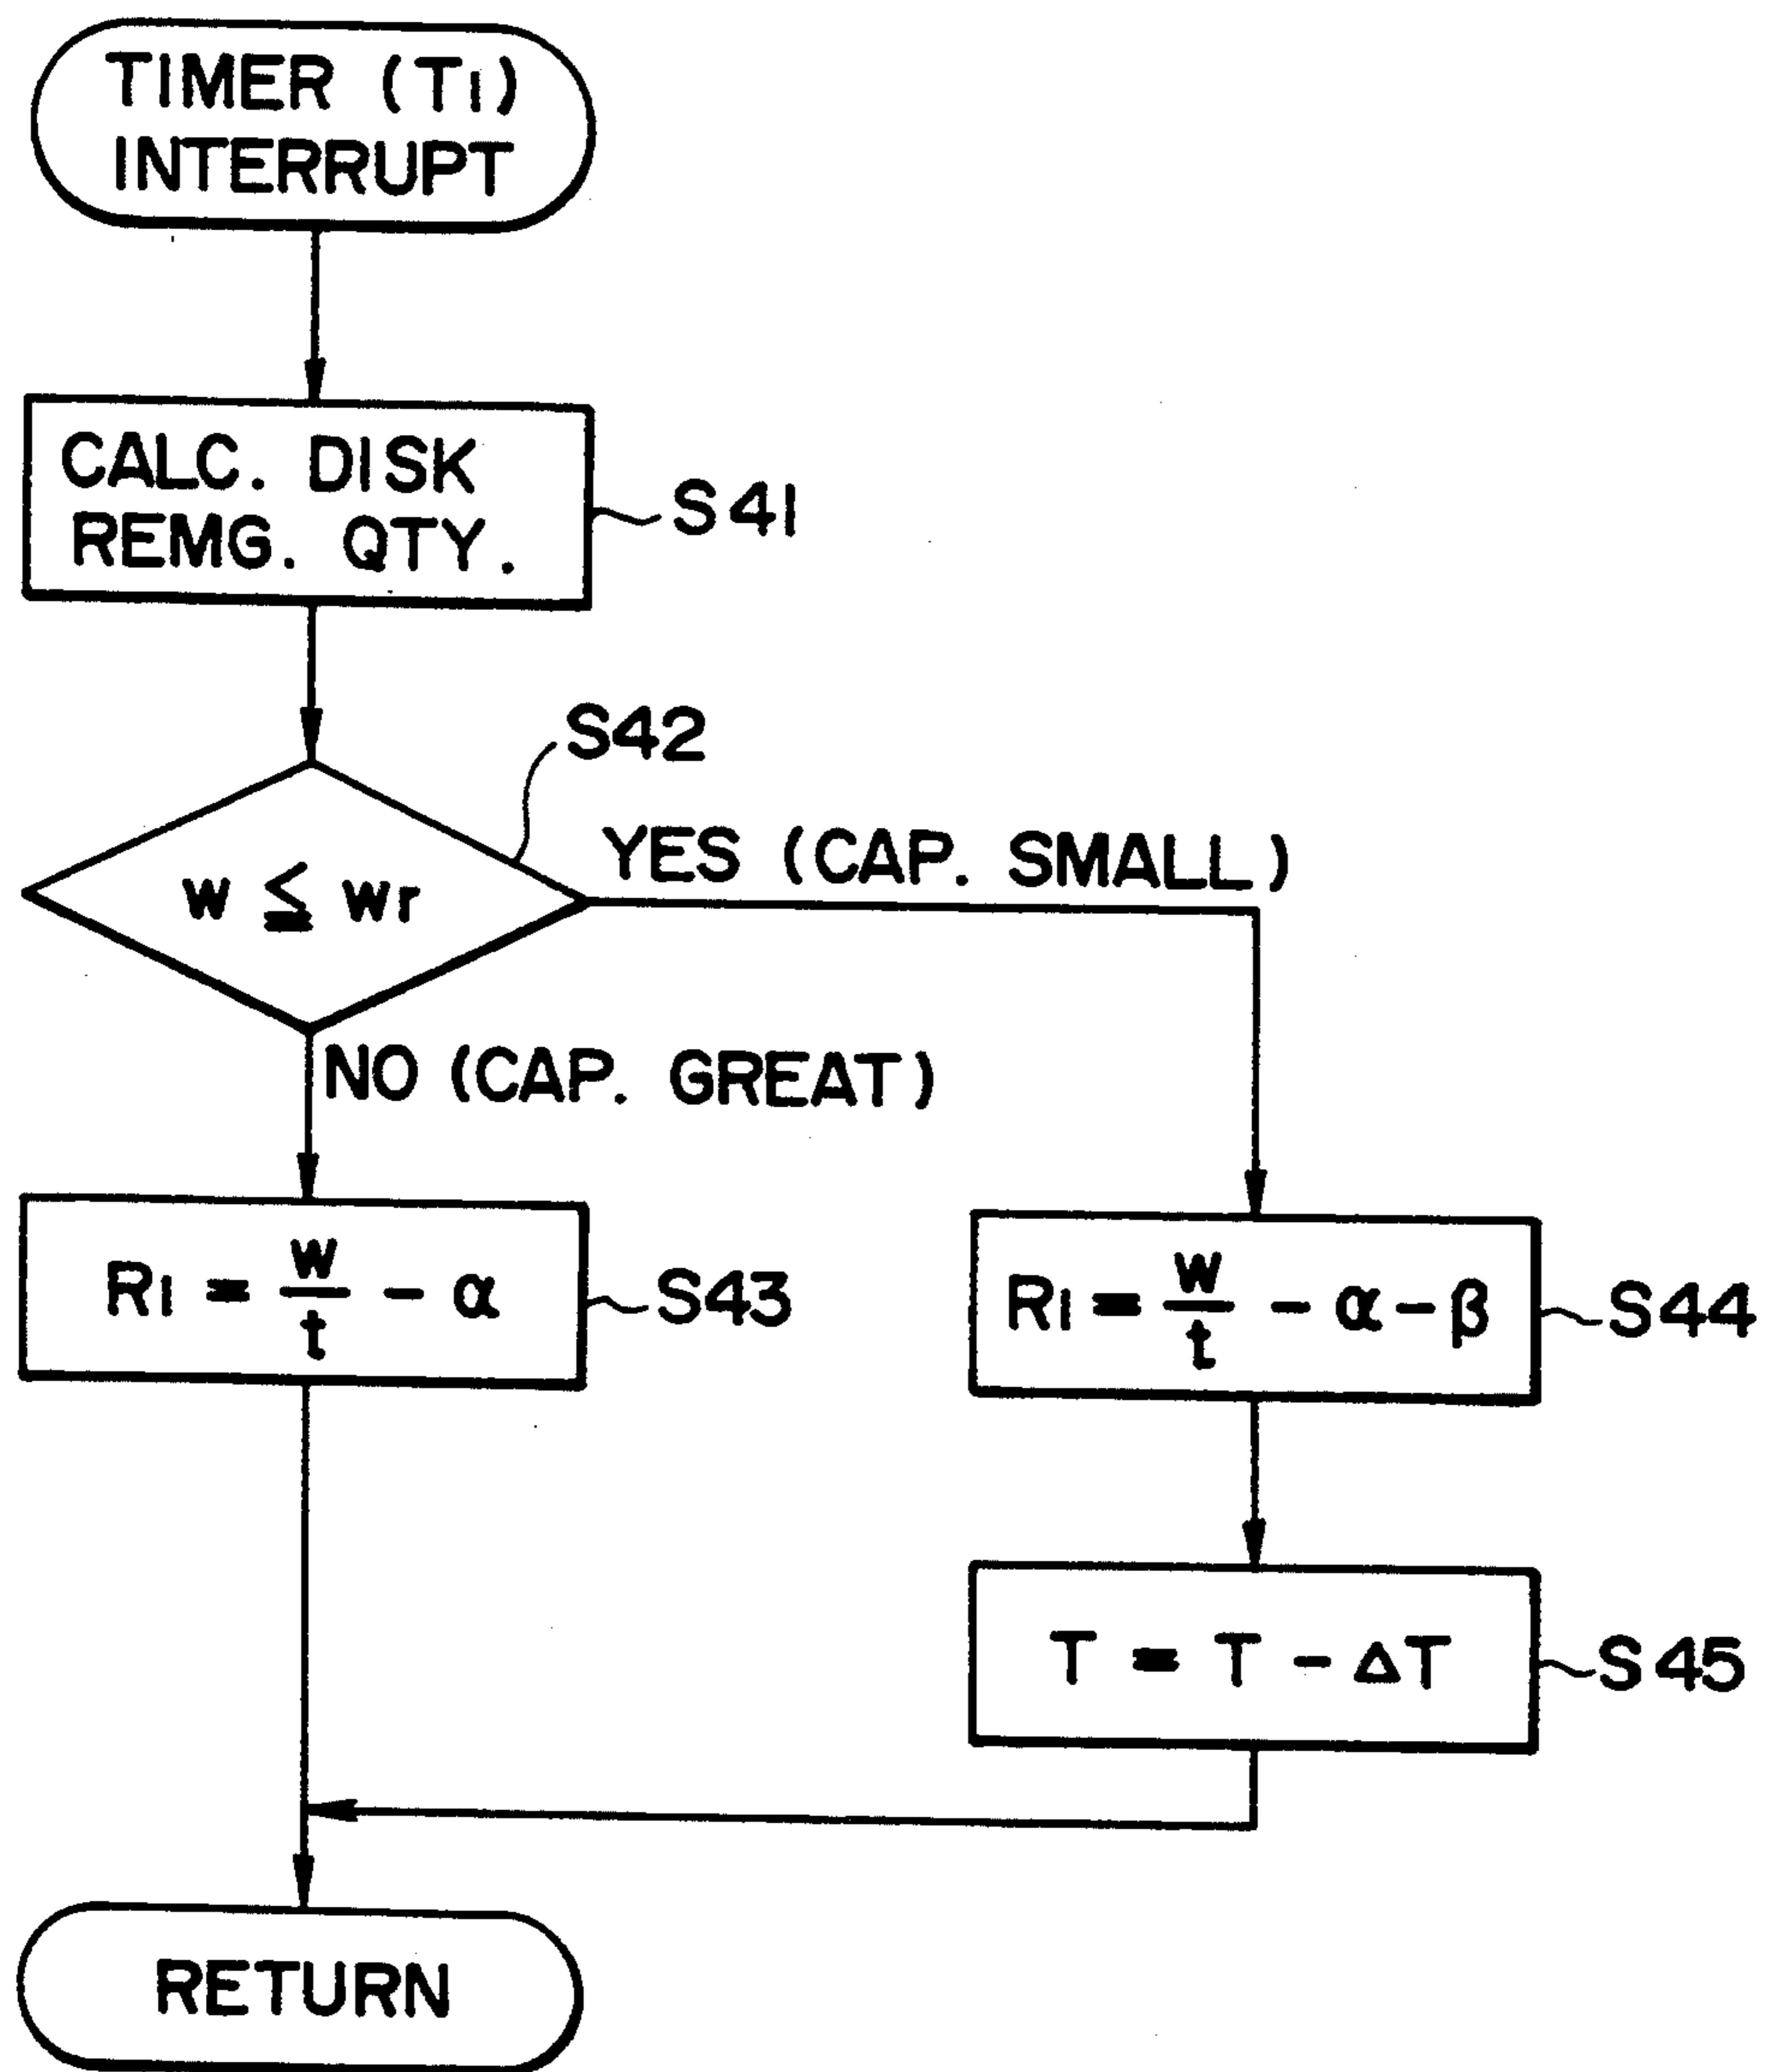 TIMER (T1)
INTERRUPT
CALC. DISK
REMG. QTY.
S41
S42
w ≦ wr
YES (CAP. SMALL)
NO (CAP. GREAT)
R1 = w/t - α
S43
R1 = w/t - α - β
S44
T = T - ΔT
S45
RETURN